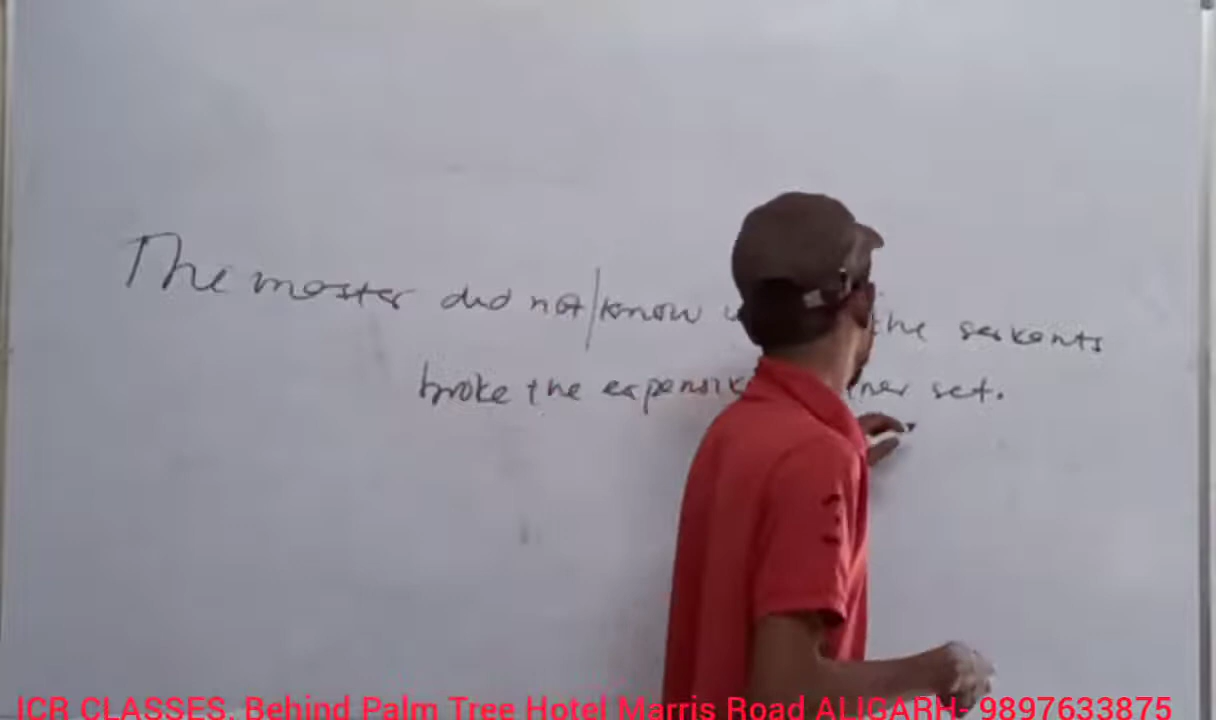 The master did not/know the servants
broke the expensive set.
ICR CLASSES, Behind Palm Tree Hotel Marris Road ALIGARH- 9897633875